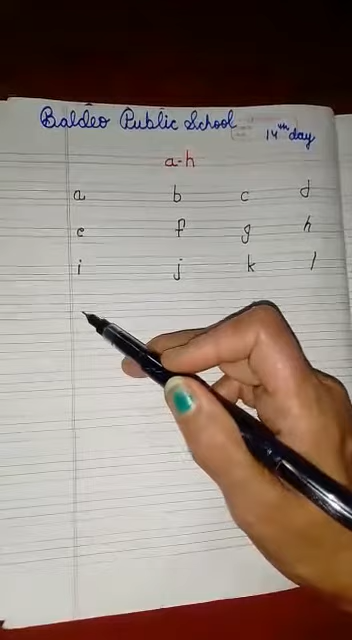 Baldeo Public School
14th day
a-h
a b c d
e f g h
i j k l